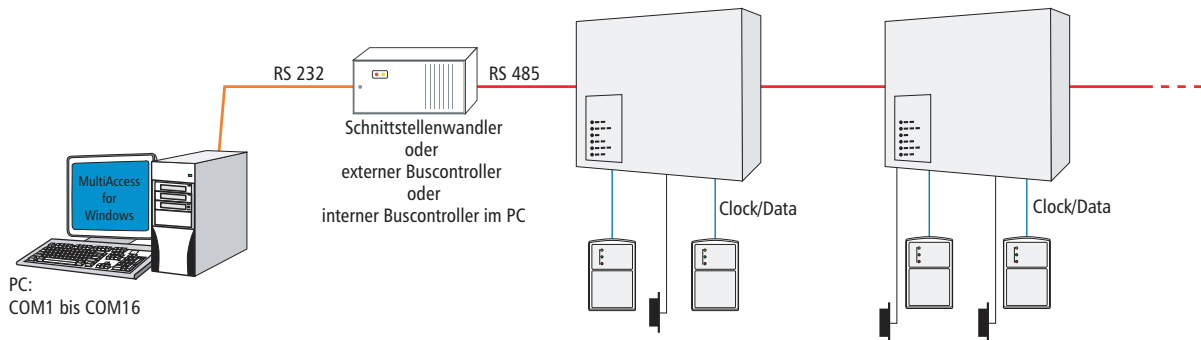 RS 232
RS 485
Schnittstellenwandler
oder
externer Buscontroller
oder
interner Buscontroller im PC
MultiAccess
for
Windows
Clock/Data
Clock/Data
PC:
COM1 bis COM16